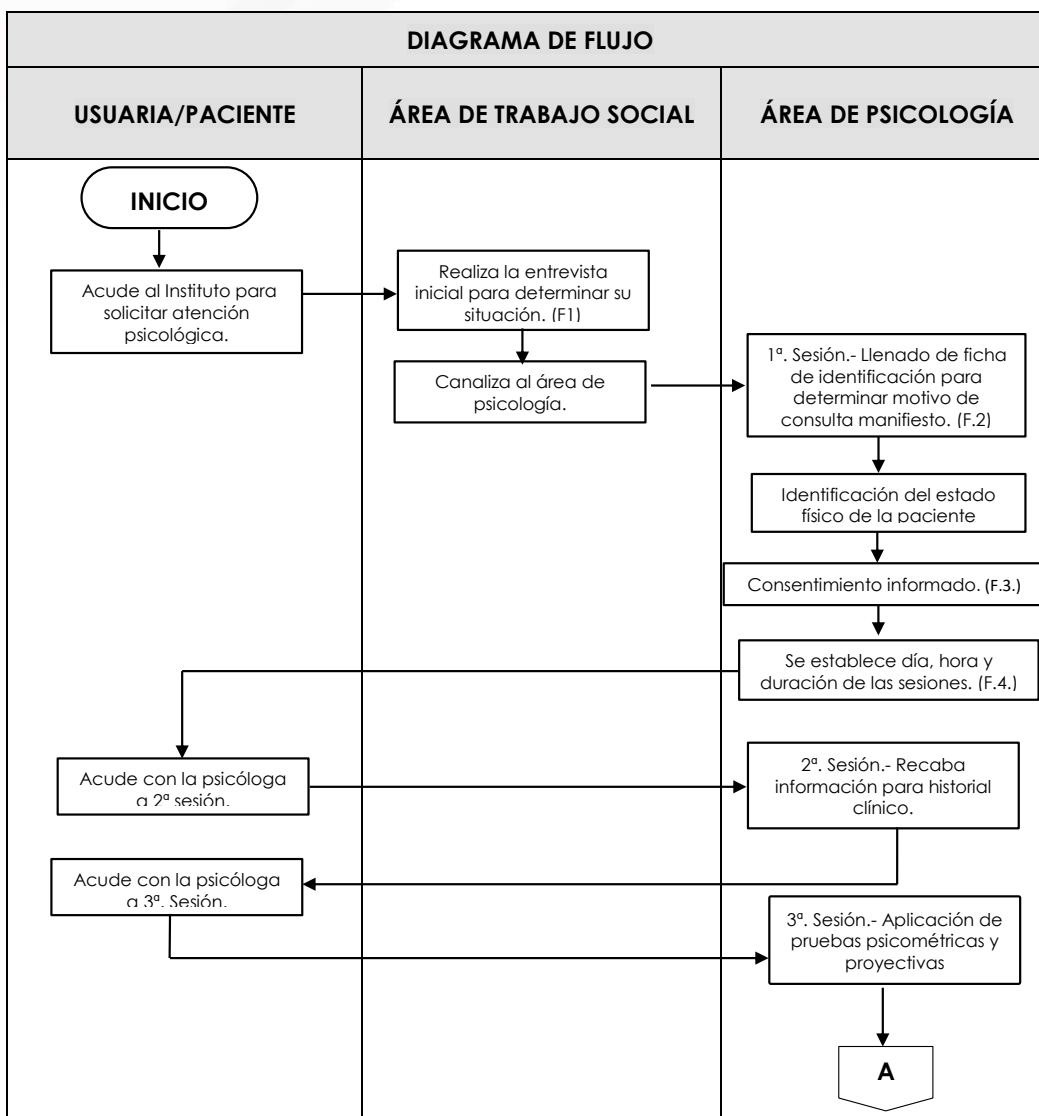 DIAGRAMA DE FLUJO
USUARIA/PACIENTE
ÁREA DE TRABAJO SOCIAL
ÁREA DE PSICOLOGÍA
INICIO
Acude al Instituto para
solicitar atención
psicológica.
Realiza la entrevista
inicial para determinar su
situación. (F1)
Canaliza al área de
psicología.
1ª. Sesión.- Llenado de ficha
de identificación para
determinar motivo de
consulta manifiesto. (F.2)
Identificación del estado
físico de la paciente
Consentimiento informado. (F.3.)
Se establece día, hora y
duración de las sesiones. (F.4.)
Acude con la psicóloga
a 2ª sesión.
2ª. Sesión.- Recaba
información para historial
clínico.
Acude con la psicóloga
a 3ª. Sesión.
3ª. Sesión.- Aplicación de
pruebas psicométricas y
proyectivas
A